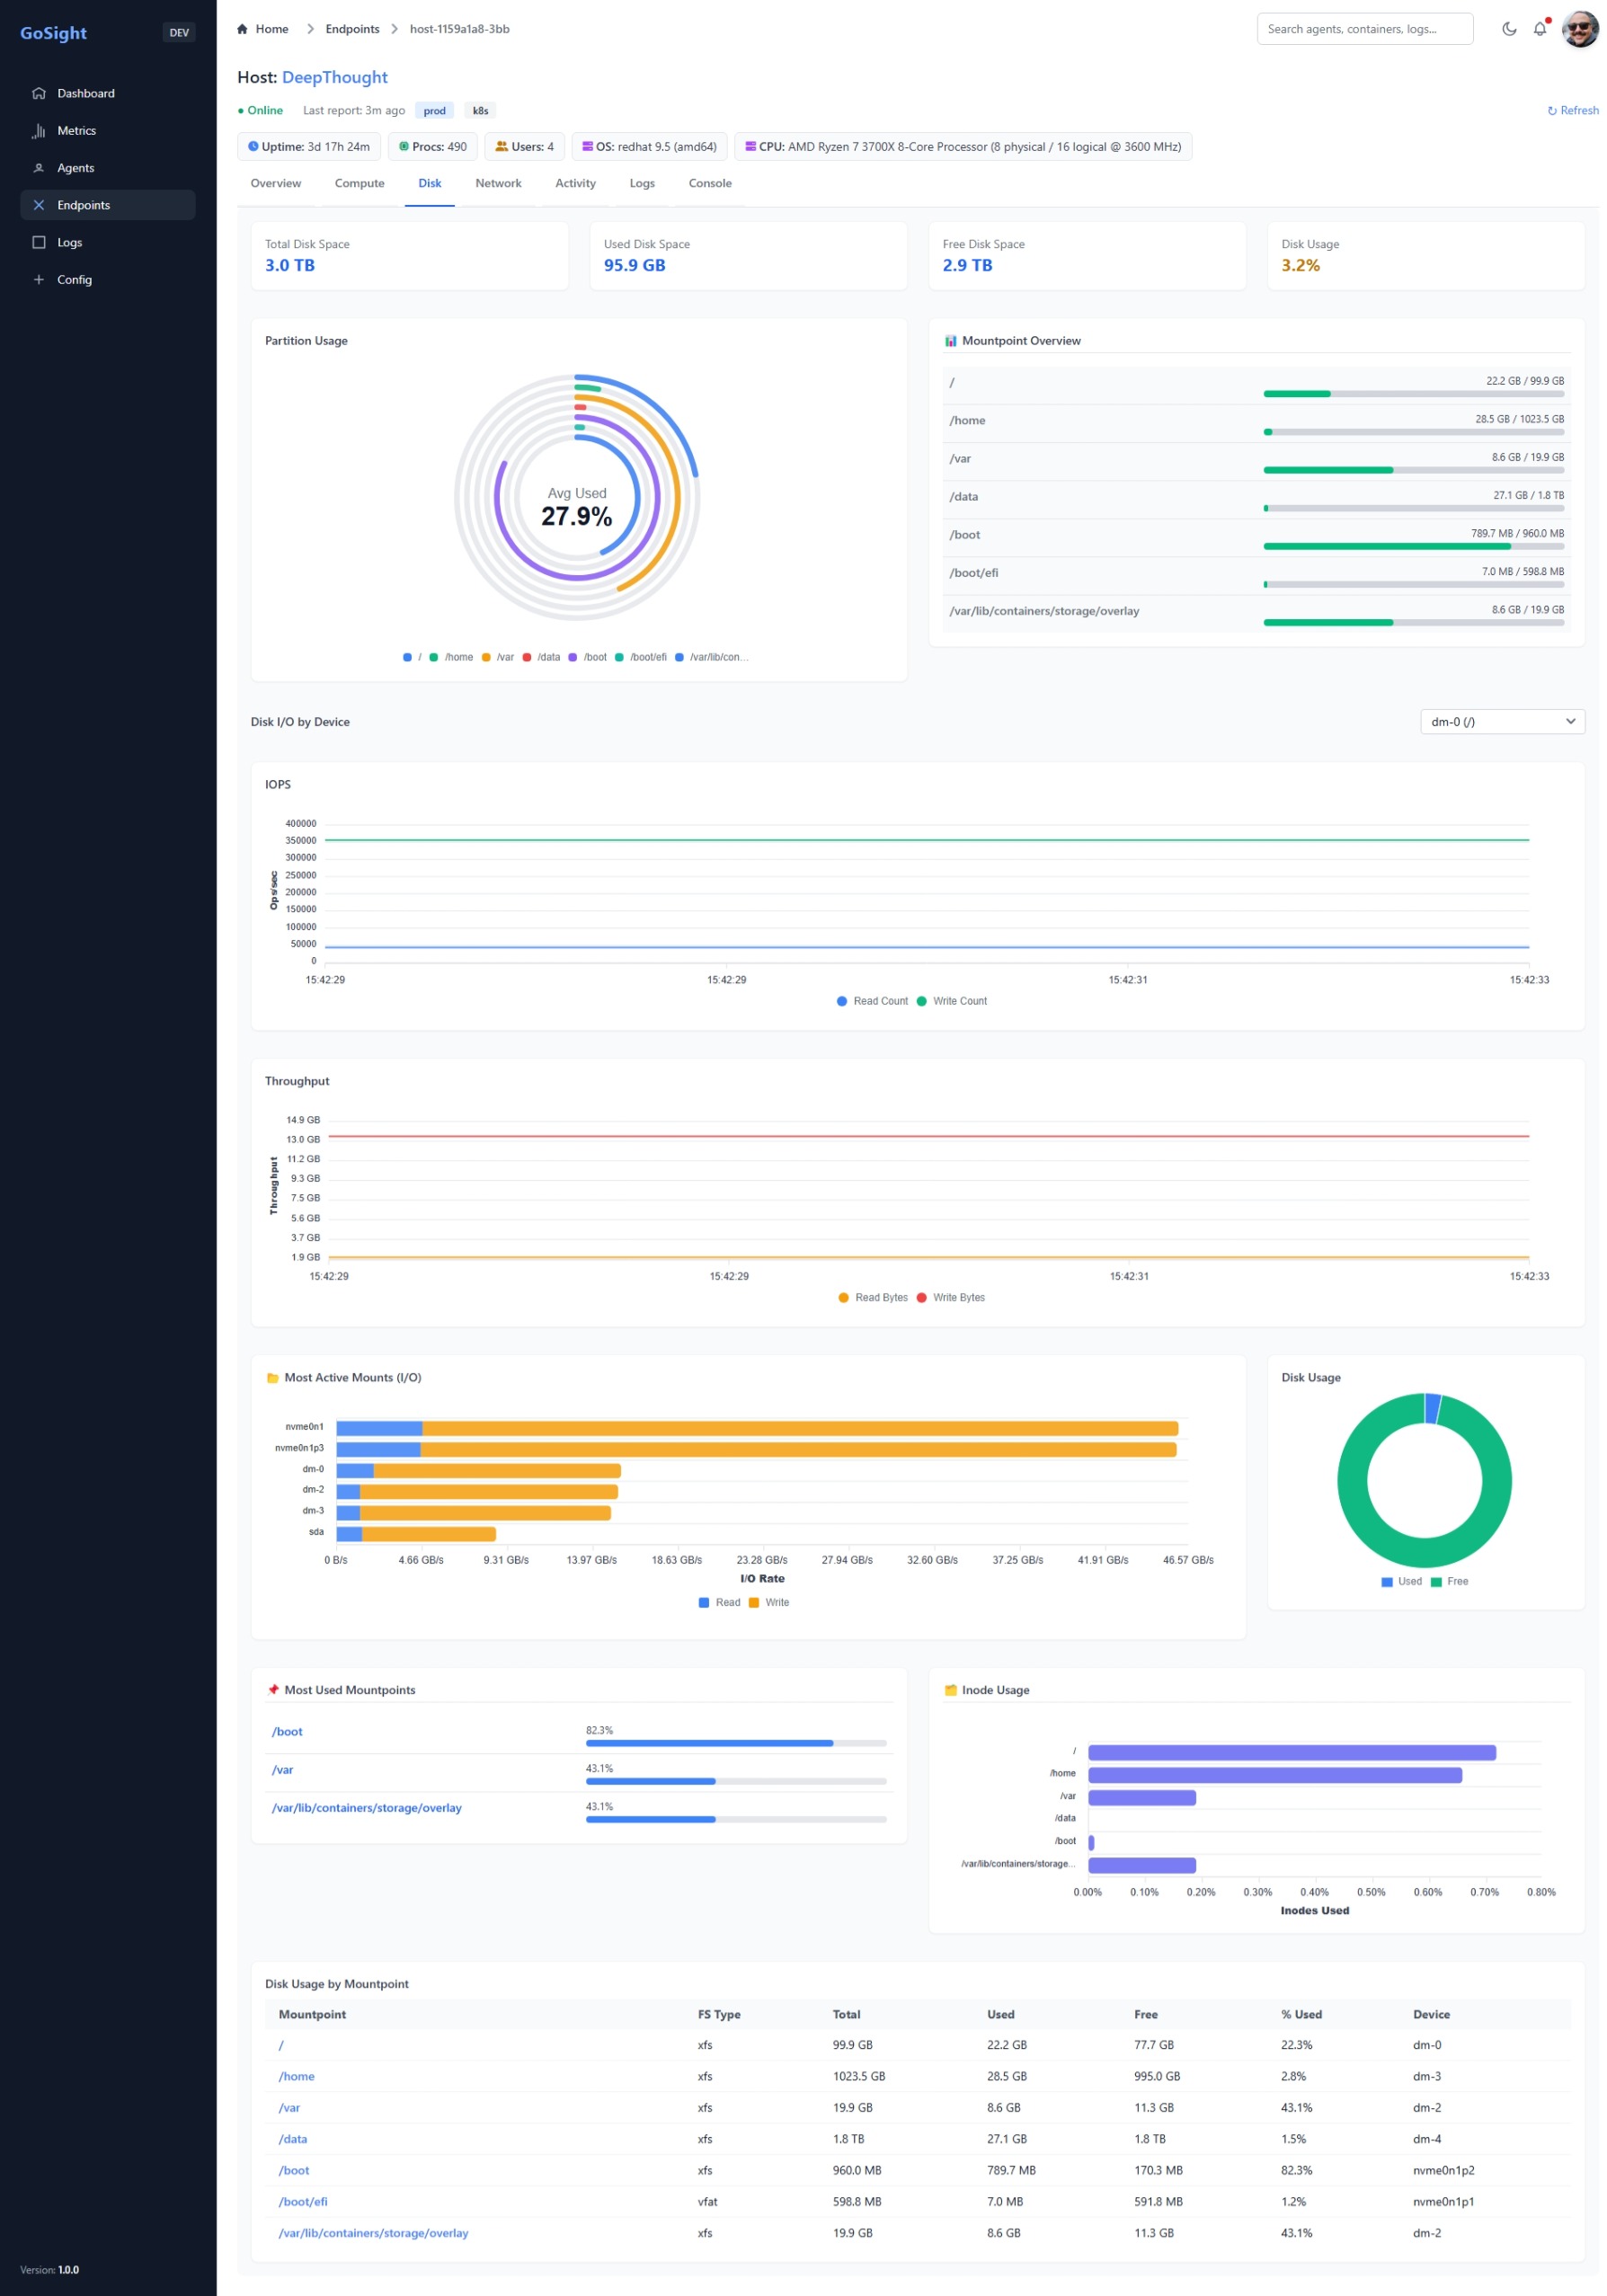 GoSight
DEV
Dashboard
Metrics
Agents
Endpoints
Logs
Config
Version: 1.0.0
Home
Endpoints
host-1159a1a8-3bb
Search agents, containers, logs...
Host: DeepThought
Online
Last report: 3m ago
prod
k8s
Refresh
Uptime: 3d 17h 24m
Procs: 490
Users: 4
OS: redhat 9.5 (amd64)
CPU: AMD Ryzen 7 3700X 8-Core Processor (8 physical / 16 logical @ 3600 MHz)
Overview
Compute
Disk
Network
Activity
Logs
Console
Total Disk Space
3.0 TB
Used Disk Space
95.9 GB
Free Disk Space
2.9 TB
Disk Usage
3.2%
Partition Usage
Avg Used
27.9%
/
/home
/var
/data
/boot
/boot/efi
/var/lib/con...
Mountpoint Overview
/
22.2 GB / 99.9 GB
/home
28.5 GB / 1023.5 GB
/var
8.6 GB / 19.9 GB
/data
27.1 GB / 1.8 TB
/boot
789.7 MB / 960.0 MB
/boot/efi
7.0 MB / 598.8 MB
/var/lib/containers/storage/overlay
8.6 GB / 19.9 GB
Disk I/O by Device
dm-0 (/)
IOPS
Ops/sec
400000
350000
300000
250000
200000
150000
100000
50000
0
15:42:29
15:42:29
15:42:31
15:42:33
Read Count
Write Count
Throughput
Throughput
14.9 GB
13.0 GB
11.2 GB
9.3 GB
7.5 GB
5.6 GB
3.7 GB
1.9 GB
15:42:29
15:42:29
15:42:31
15:42:33
Read Bytes
Write Bytes
Most Active Mounts (I/O)
nvme0n1
nvme0n1p3
dm-0
dm-2
dm-3
sda
0 B/s
4.66 GB/s
9.31 GB/s
13.97 GB/s
18.63 GB/s
23.28 GB/s
27.94 GB/s
32.60 GB/s
37.25 GB/s
41.91 GB/s
46.57 GB/s
I/O Rate
Read
Write
Disk Usage
Used
Free
Most Used Mountpoints
/boot
82.3%
/var
43.1%
/var/lib/containers/storage/overlay
43.1%
Inode Usage
/
/home
/var
/data
/boot
/var/lib/containers/storage...
0.00%
0.10%
0.20%
0.30%
0.40%
0.50%
0.60%
0.70%
0.80%
Inodes Used
Disk Usage by Mountpoint
Mountpoint FS Type Total Used Free % Used Device
/ xfs 99.9 GB 22.2 GB 77.7 GB 22.3% dm-0
/home xfs 1023.5 GB 28.5 GB 995.0 GB 2.8% dm-3
/var xfs 19.9 GB 8.6 GB 11.3 GB 43.1% dm-2
/data xfs 1.8 TB 27.1 GB 1.8 TB 1.5% dm-4
/boot xfs 960.0 MB 789.7 MB 170.3 MB 82.3% nvme0n1p2
/boot/efi vfat 598.8 MB 7.0 MB 591.8 MB 1.2% nvme0n1p1
/var/lib/containers/storage/overlay xfs 19.9 GB 8.6 GB 11.3 GB 43.1% dm-2